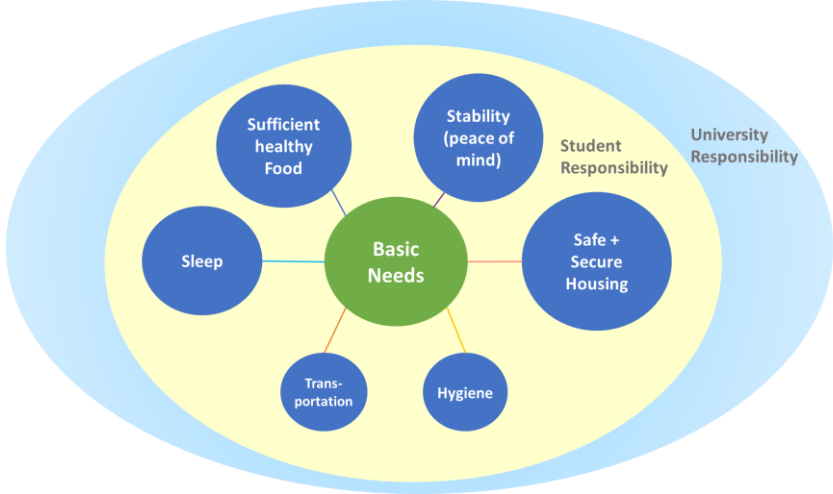 Sufficient
healthy
Food
Stability
(peace of
mind)
Student
Responsibility
University
Responsibility
Sleep
Basic
Needs
Safe +
Secure
Housing
Trans-
portation
Hygiene